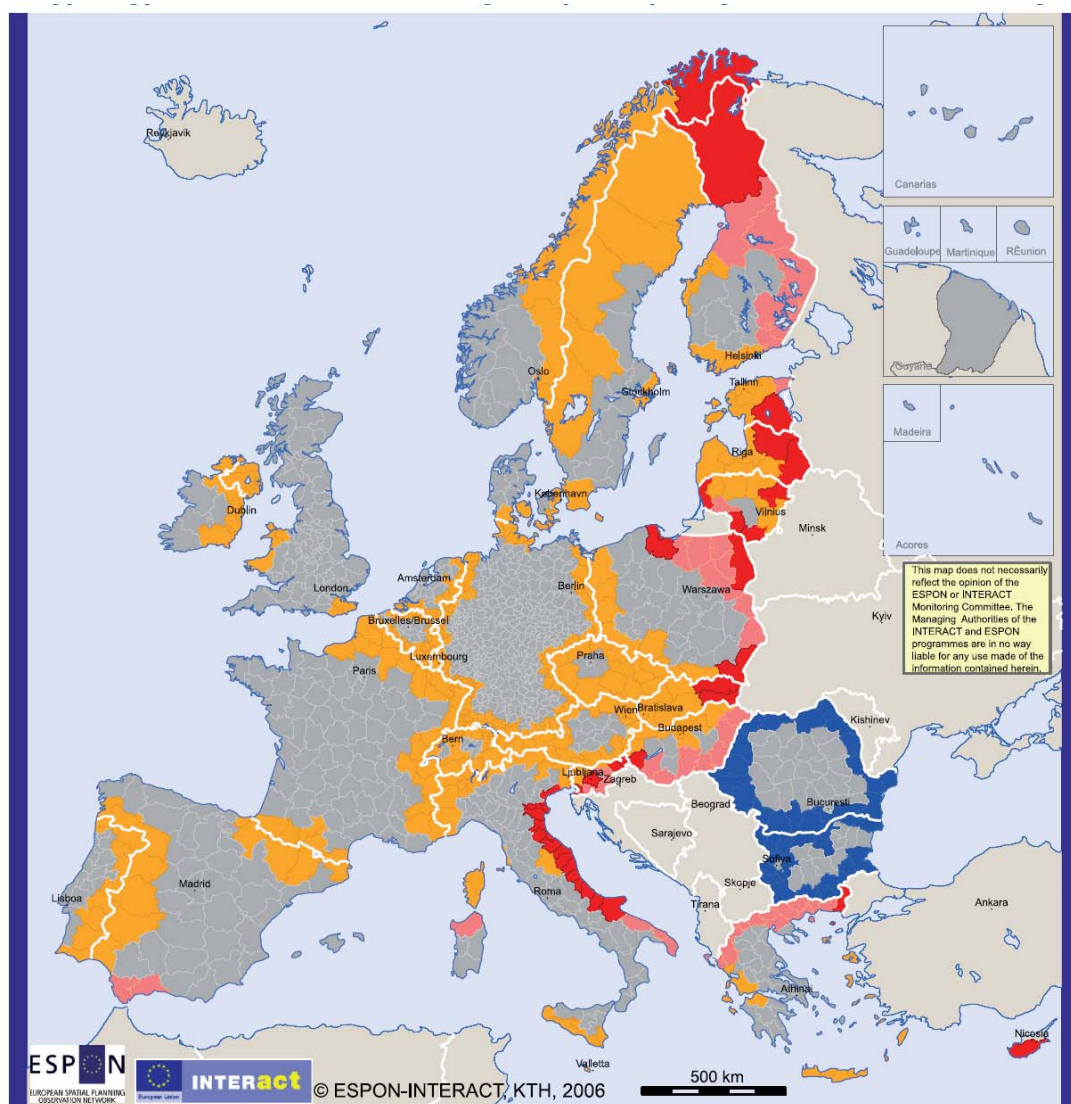 Reykjavik
Canarias
Guadeloupe
Martinique
RÊunion
Guyane
Helsinki
Oslo
Tallinn
Stockholm
Madeira
Riga
København
Dublin
Vilnius
Minsk
Acores
Amsterdam
Berlin
Warszawa
London
Bruxelles/Brussel
Kyiv
This map does not necessarily
reflect the opinion of the
ESPON or INTERACT
Monitoring Committee. The
Managing Authorities of the
INTERACT and ESPON
programmes are in no way
liable for any use made of the
information contained herein.
Luxembourg
Praha
Paris
Wien
Bratislava
Kishinev
Budapest
Bern
Ljubljana
Zagreb
Beograd
Bucuresti
Sarajevo
Sofiya
Madrid
Roma
Skopje
Lisboa
Tirana
Ankara
Athinai
Nicosia
Valletta
ESPON
EUROPEAN SPATIAL PLANNING
OBSERVATION NETWORK
European Union
INTERact
© ESPON-INTERACT, KTH, 2006
500 km